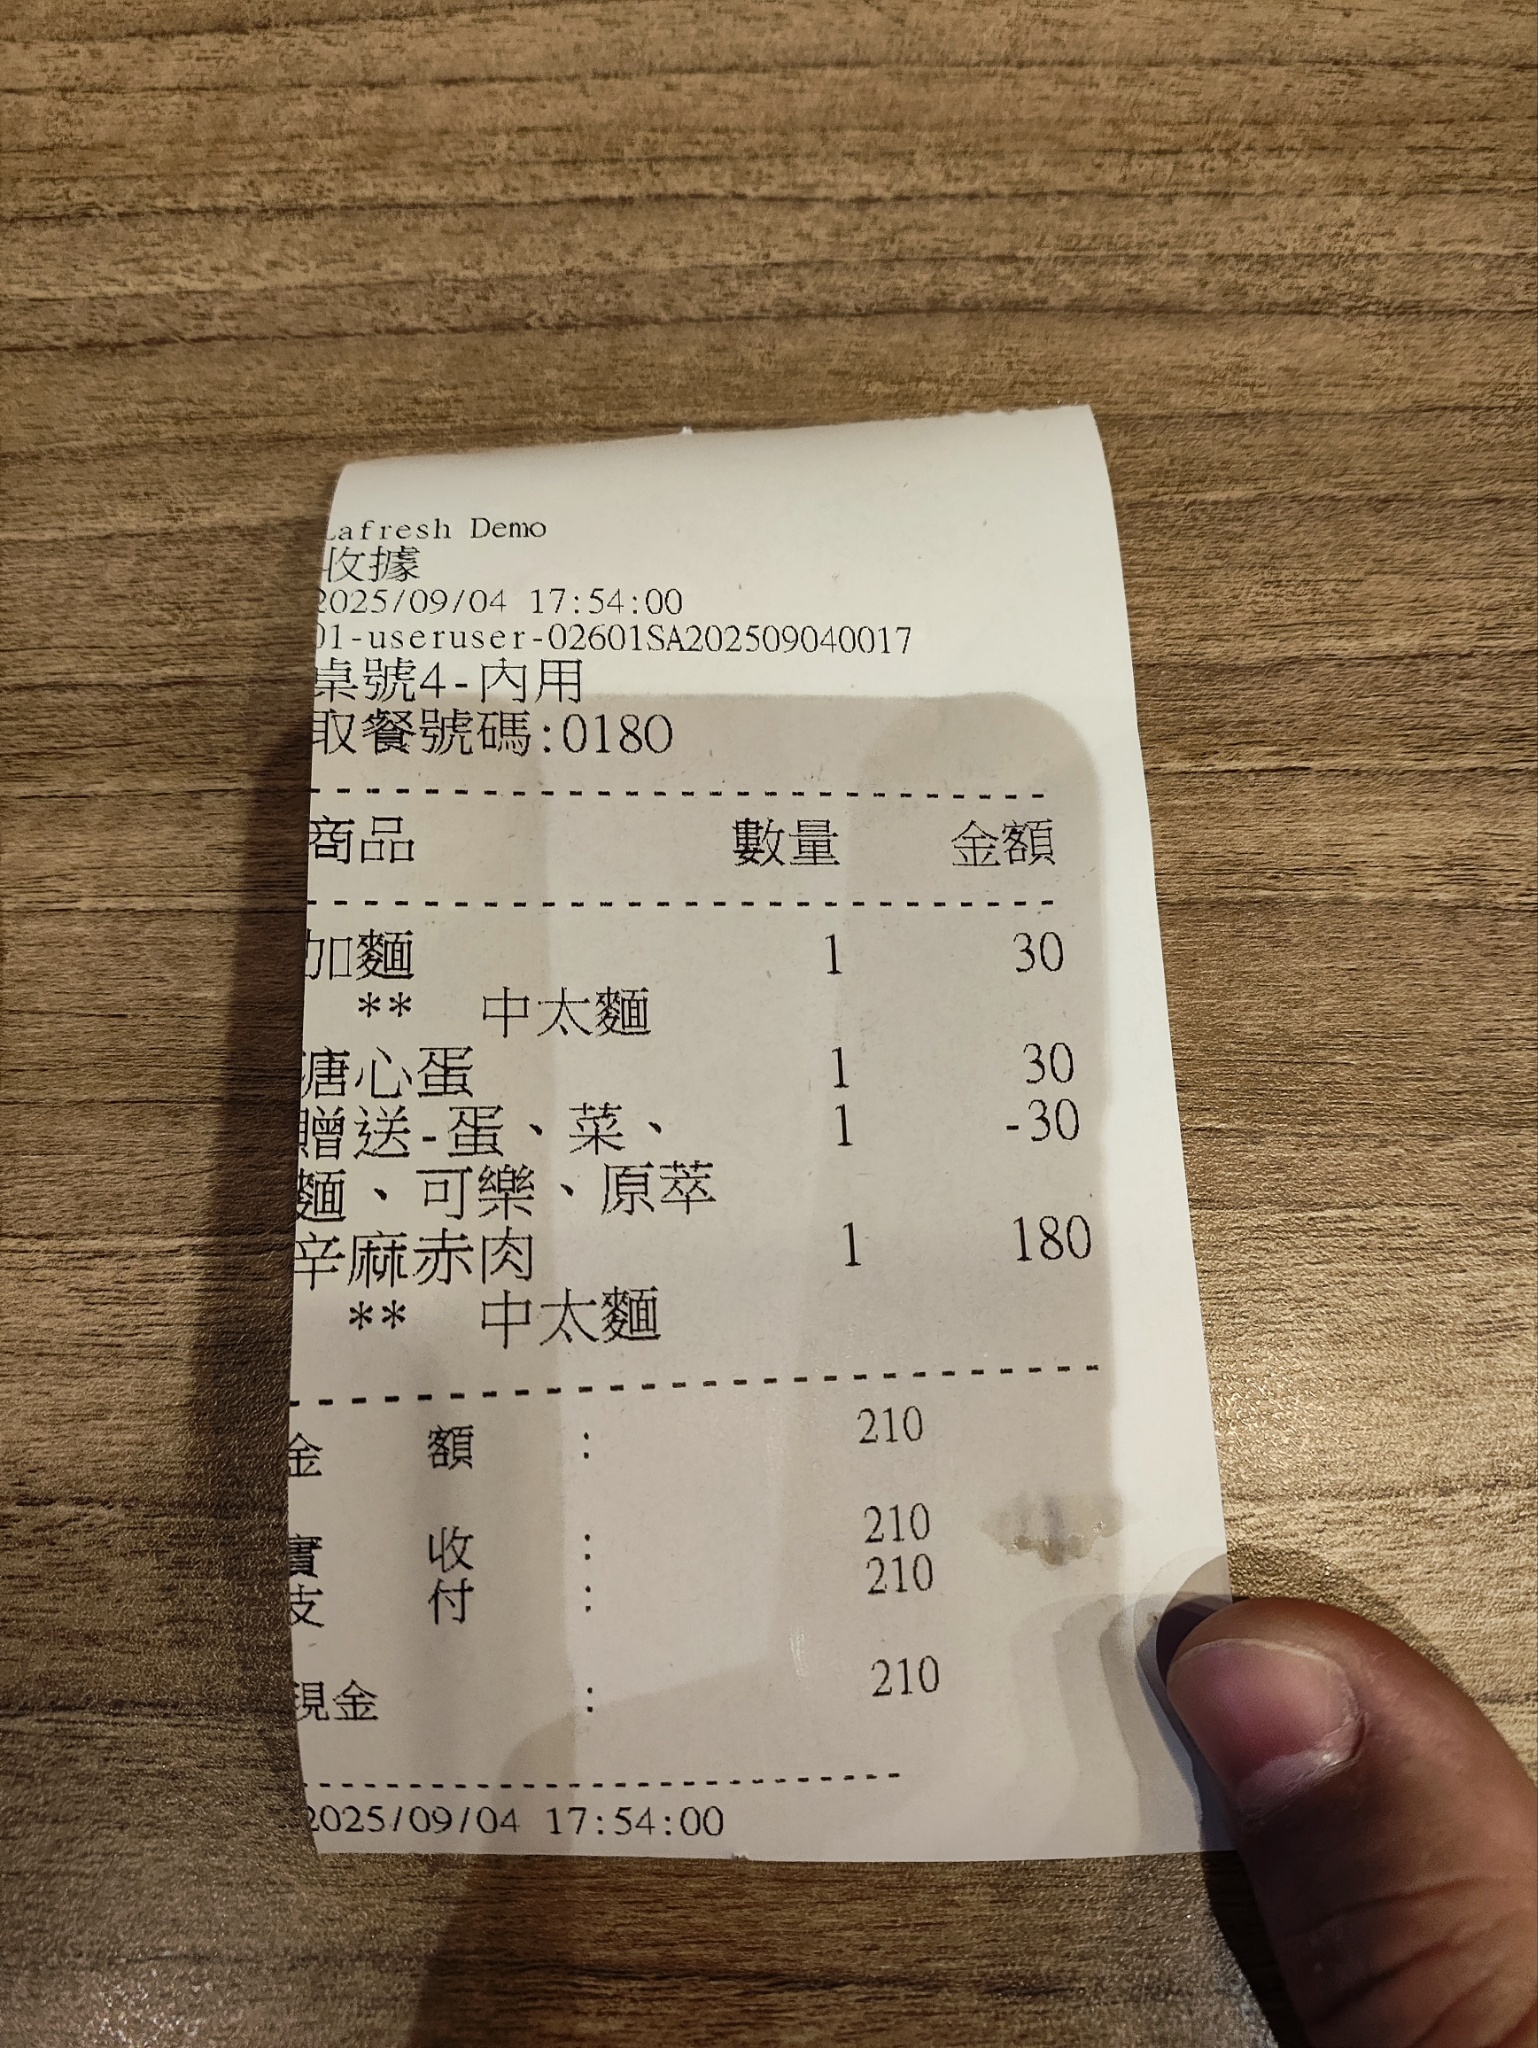 Lafresh Demo
收據
2025/09/04 17:54:00
01-useruser-02601SA202509040017
桌號4-內用
取餐號碼:0180
商品 數量 金額
加麵 1 30
** 中太麵
溏心蛋 1 30
贈送-蛋、菜、 1 -30
麵、可樂、原萃
辛麻赤肉 1 180
** 中太麵
金 額 : 210
實 收 : 210
支 付 : 210
現金 : 210
2025/09/04 17:54:00